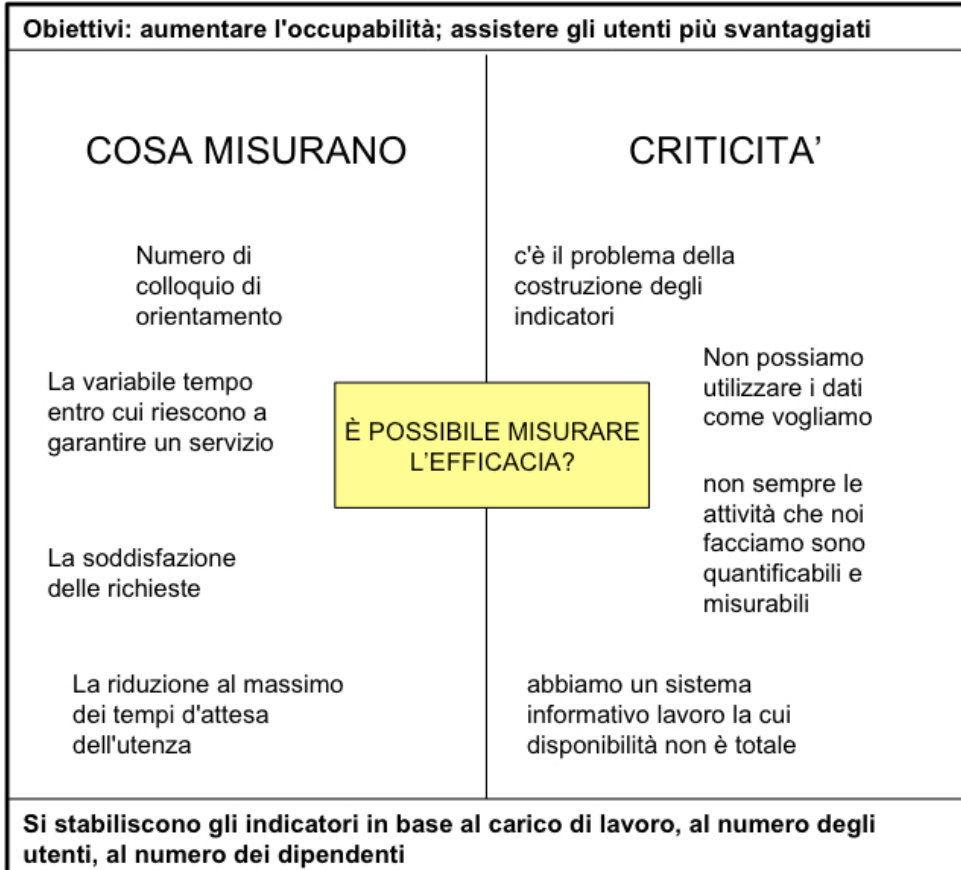 Obiettivi: aumentare l'occupabilità; assistere gli utenti più svantaggiati
COSA MISURANO
Numero di
colloquio di
orientamento
La variabile tempo
entro cui riescono a
garantire un servizio
La soddisfazione
delle richieste
La riduzione al massimo
dei tempi d'attesa
dell'utenza
È POSSIBILE MISURARE
L'EFFICACIA?
CRITICITA’
c'è il problema della
costruzione degli
indicatori
Non possiamo
utilizzare i dati
come vogliamo
non sempre le
attività che noi
facciamo sono
quantificabili e
misurabili
abbiamo un sistema
informativo lavoro la cui
disponibilità non è totale
Si stabiliscono gli indicatori in base al carico di lavoro, al numero degli
utenti, al numero dei dipendenti